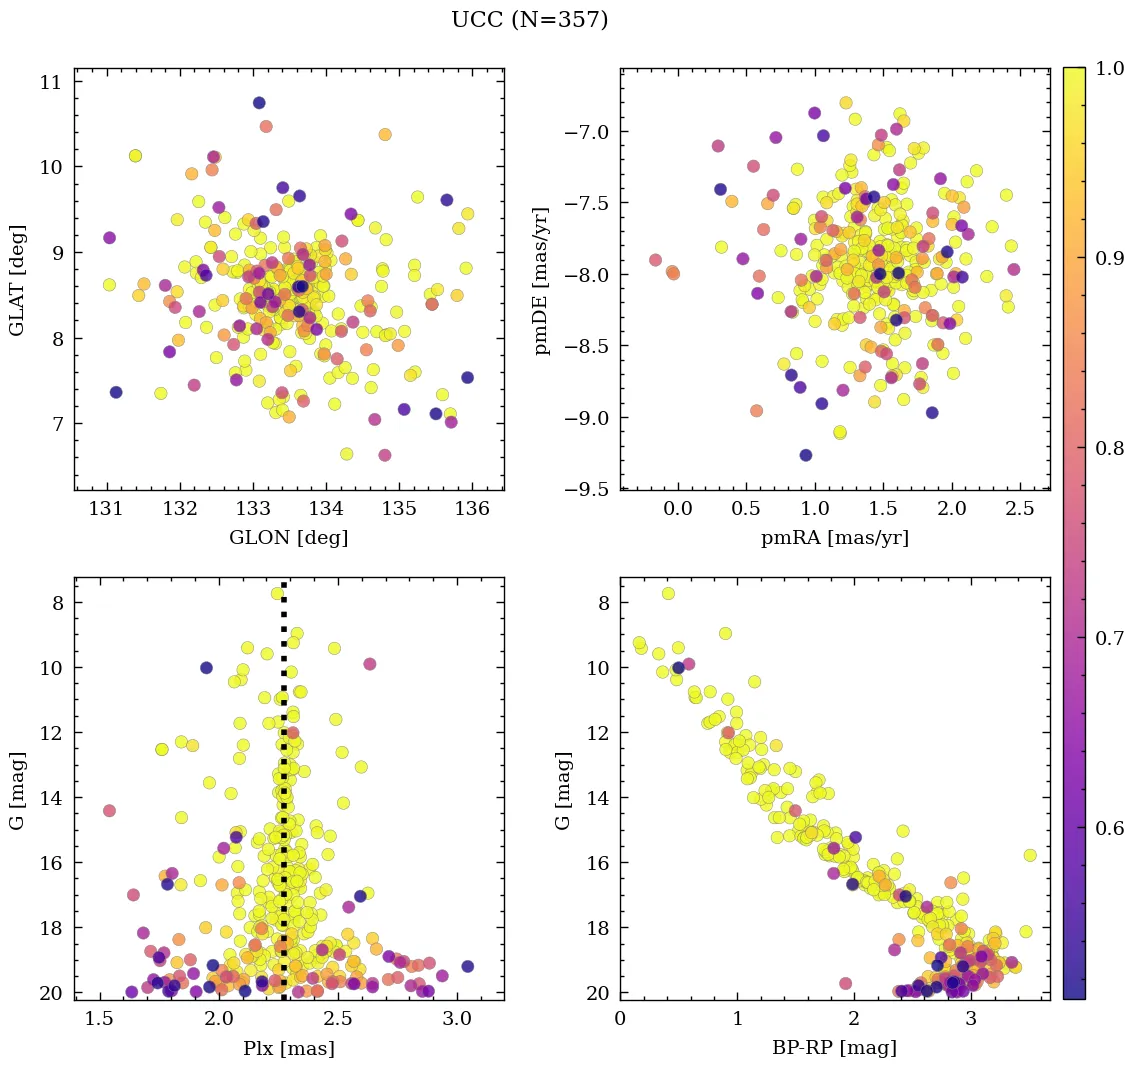 UCC (N=357)
11
10
9
8
7
GLAT [deg]
131 132 133 134 135 136
GLON [deg]
−7.0
−7.5
−8.0
−8.5
−9.0
−9.5
pmDE [mas/yr]
0.0 0.5 1.0 1.5 2.0 2.5
pmRA [mas/yr]
1.0
0.9
0.8
0.7
0.6
8
10
12
14
16
18
20
G [mag]
1.5 2.0 2.5 3.0
Plx [mas]
8
10
12
14
16
18
20
G [mag]
0 1 2 3
BP-RP [mag]